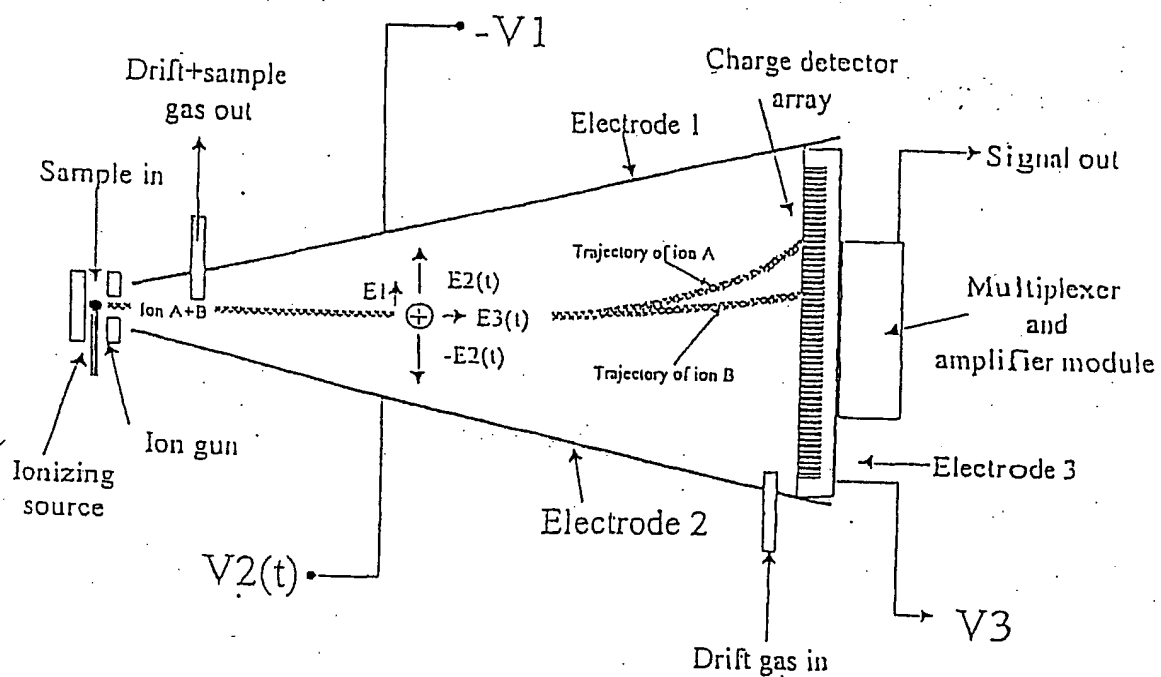 -V1
Drift+sample
gas out
Charge detector
array
Electrode 1
Signal out
Sample in
Trajectory of ion A
E1
E2(t)
Ion A+B
E3(t)
-E2(t)
Multiplexer
and
amplifier module
Trajectory of ion B
Ion gun
Ionizing
source
Electrode 3
Electrode 2
V2(t)
V3
Drift gas in